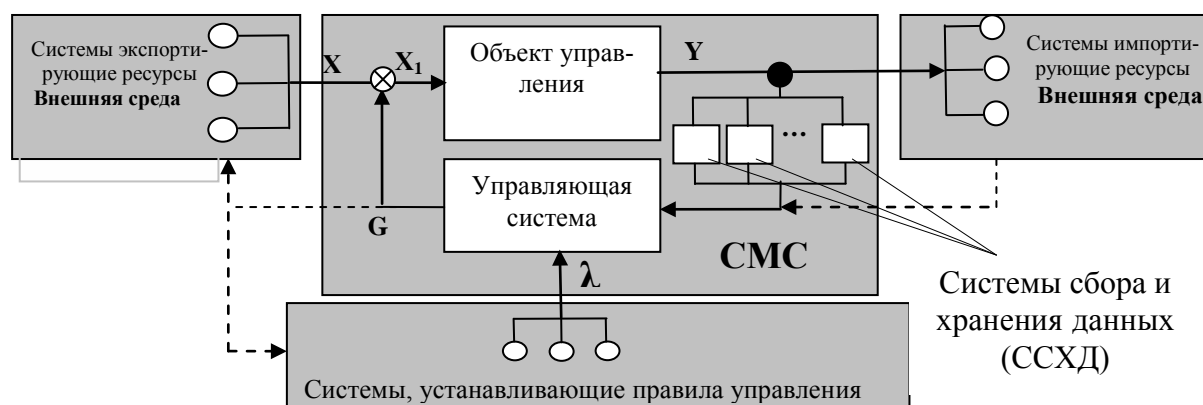 Системы экспорти-
рующие ресурсы
Внешняя среда
X
X1
Объект управ-
ления
Y
Системы импорти-
рующие ресурсы
Внешняя среда
...
Управляющая
система
G
СМС
λ
Системы сбора и
хранения данных
(ССХД)
Системы, устанавливающие правила управления